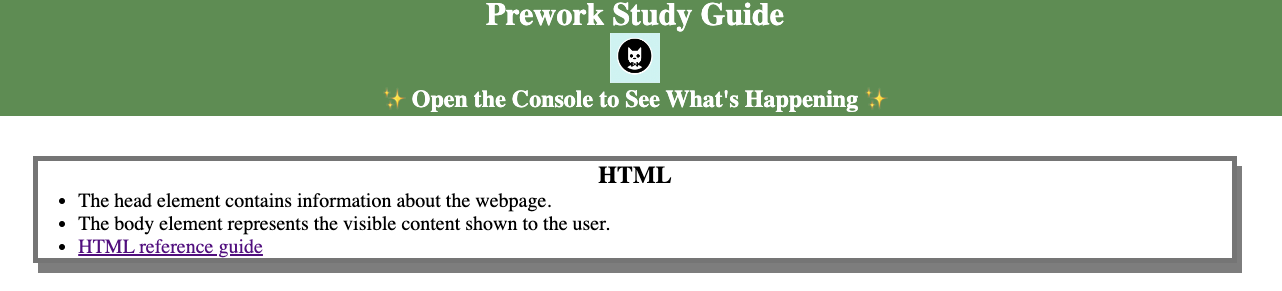 Prework Study Guide
✨ Open the Console to See What's Happening ✨
HTML
• The head element contains information about the webpage.
• The body element represents the visible content shown to the user.
• HTML reference guide